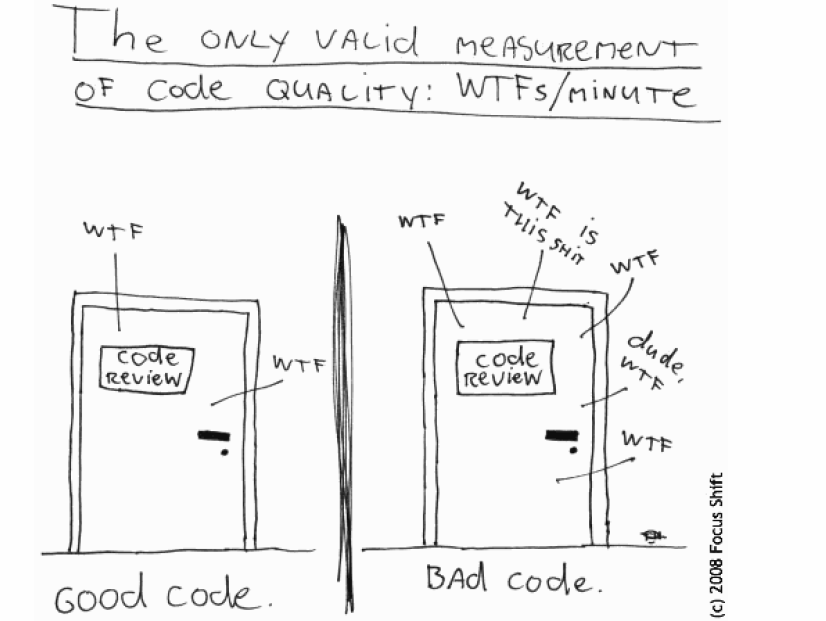 THE ONLY VALID MEASUREMENT
OF CODE QUALITY: WTFs/MINUTE
WTF
CODE
REVIEW
WTF
GOOD CODE.
WTF
WTF IS
THIS SHIT
WTF
CODE
REVIEW
dude,
WTF
WTF
BAD CODE.
(c) 2008 Focus Shift